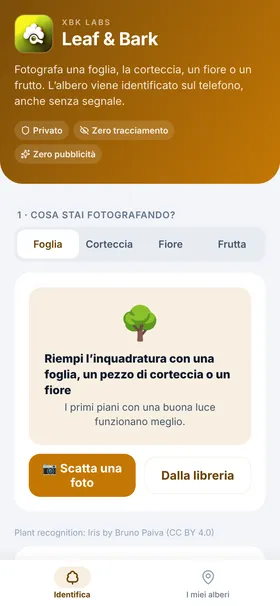 XBK LABS
Leaf & Bark
Fotografa una foglia, la corteccia, un fiore o un
frutto. L'albero viene identificato sul telefono,
anche senza segnale.
Privato
Zero tracciamento
Zero pubblicità
1 · COSA STAI FOTOGRAFANDO?
Foglia Corteccia Fiore Frutta
Riempi l'inquadratura con una
foglia, un pezzo di corteccia o un
fiore
I primi piani con una buona luce
funzionano meglio.
Scatta una
foto
Dalla libreria
Plant recognition: Iris by Bruno Paiva (CC BY 4.0)
Identifica
I miei alberi